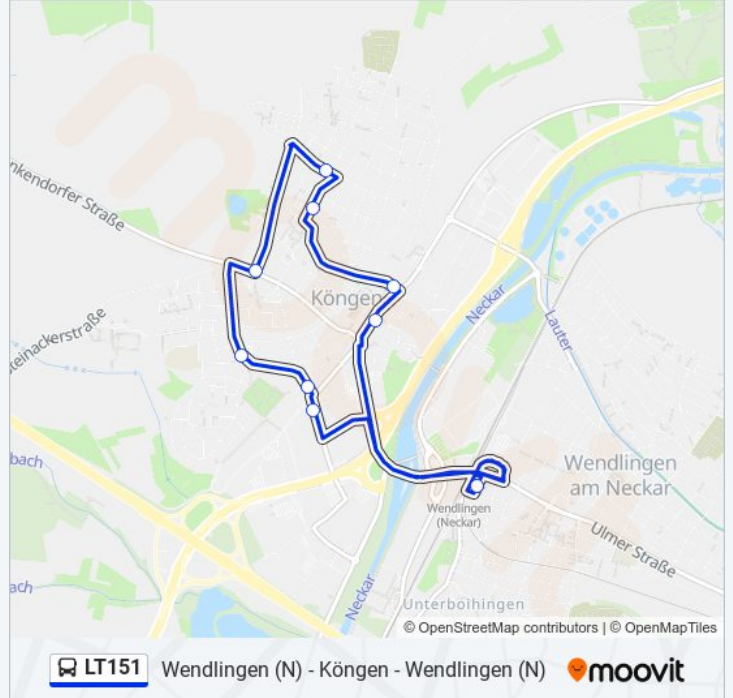 nkendorfer Straße
Köngen
steinackerstraße
Neckar
Lauter
bach
Wendlingen
am Neckar
Wendlingen
(Neckar)
Ulmer Straße
ach
Neckar
Unterboihingen
© OpenStreetMap contributors | © OpenMapTiles
LT151 Wendlingen (N) - Köngen - Wendlingen (N) moovit